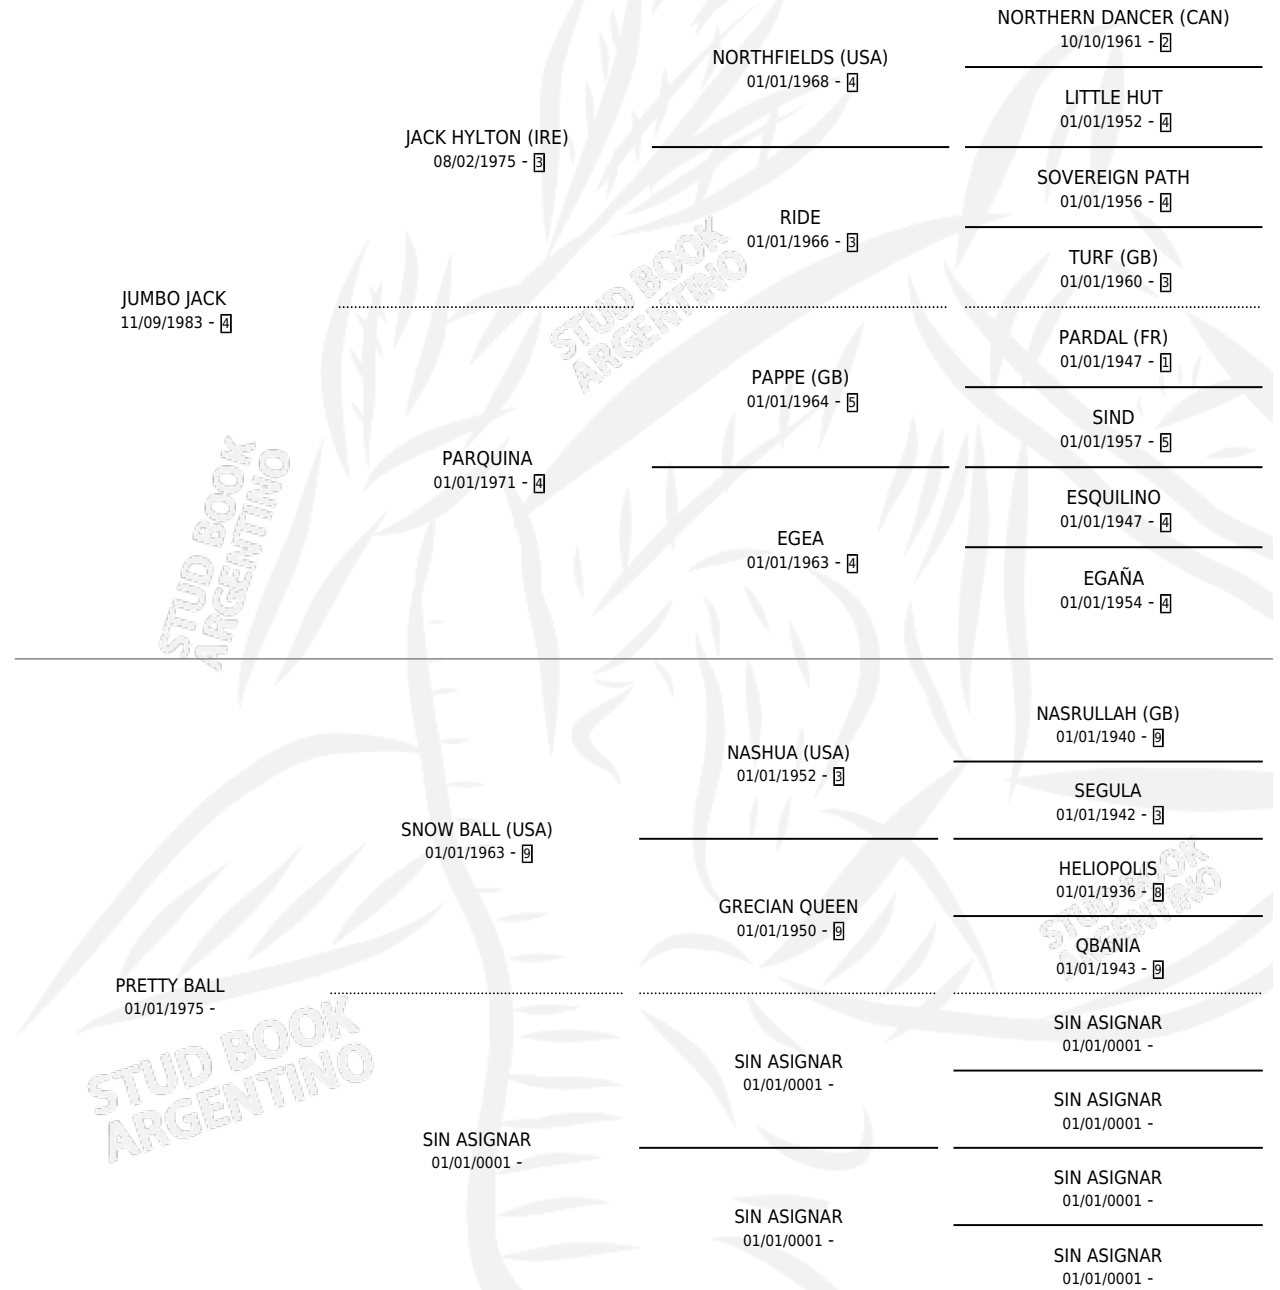 NORTHERN DANCER (CAN)
10/10/1961 - 2
NORTHFIELDS (USA)
01/01/1968 - 4
LITTLE HUT
01/01/1952 - 4
JACK HYLTON (IRE)
08/02/1975 - 3
SOVEREIGN PATH
01/01/1956 - 4
RIDE
01/01/1966 - 3
TURF (GB)
01/01/1960 - 3
JUMBO JACK
11/09/1983 - 4
STUD BOOK
ARGENTINO
PARDAL (FR)
01/01/1947 - 1
PAPPE (GB)
01/01/1964 - 5
SIND
01/01/1957 - 5
PARQUINA
01/01/1971 - 4
ESQUILINO
01/01/1947 - 4
EGEA
01/01/1963 - 4
EGAÑA
01/01/1954 - 4
STUD BOOK
ARGENTINO
NASRULLAH (GB)
01/01/1940 - 9
NASHUA (USA)
01/01/1952 - 3
SEGULA
01/01/1942 - 3
SNOW BALL (USA)
01/01/1963 - 9
HELIOPOLIS
01/01/1936 - 8
GRECIAN QUEEN
01/01/1950 - 9
QBANIA
01/01/1943 - 9
STUD BOOK
ARGENTINO
PRETTY BALL
01/01/1975 -
STUD BOOK
ARGENTINO
SIN ASIGNAR
01/01/0001 -
SIN ASIGNAR
01/01/0001 -
SIN ASIGNAR
01/01/0001 -
SIN ASIGNAR
01/01/0001 -
SIN ASIGNAR
01/01/0001 -
SIN ASIGNAR
01/01/0001 -
SIN ASIGNAR
01/01/0001 -